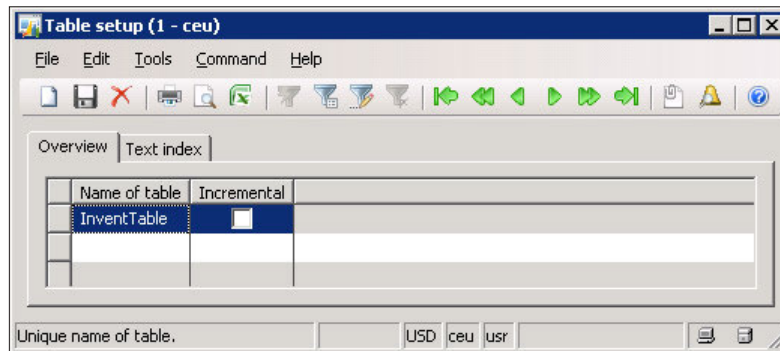 Table setup (1 - ceu)
File Edit Tools Command Help
Overview Text index
Name of table Incremental
InventTable
Unique name of table. USD ceu usr